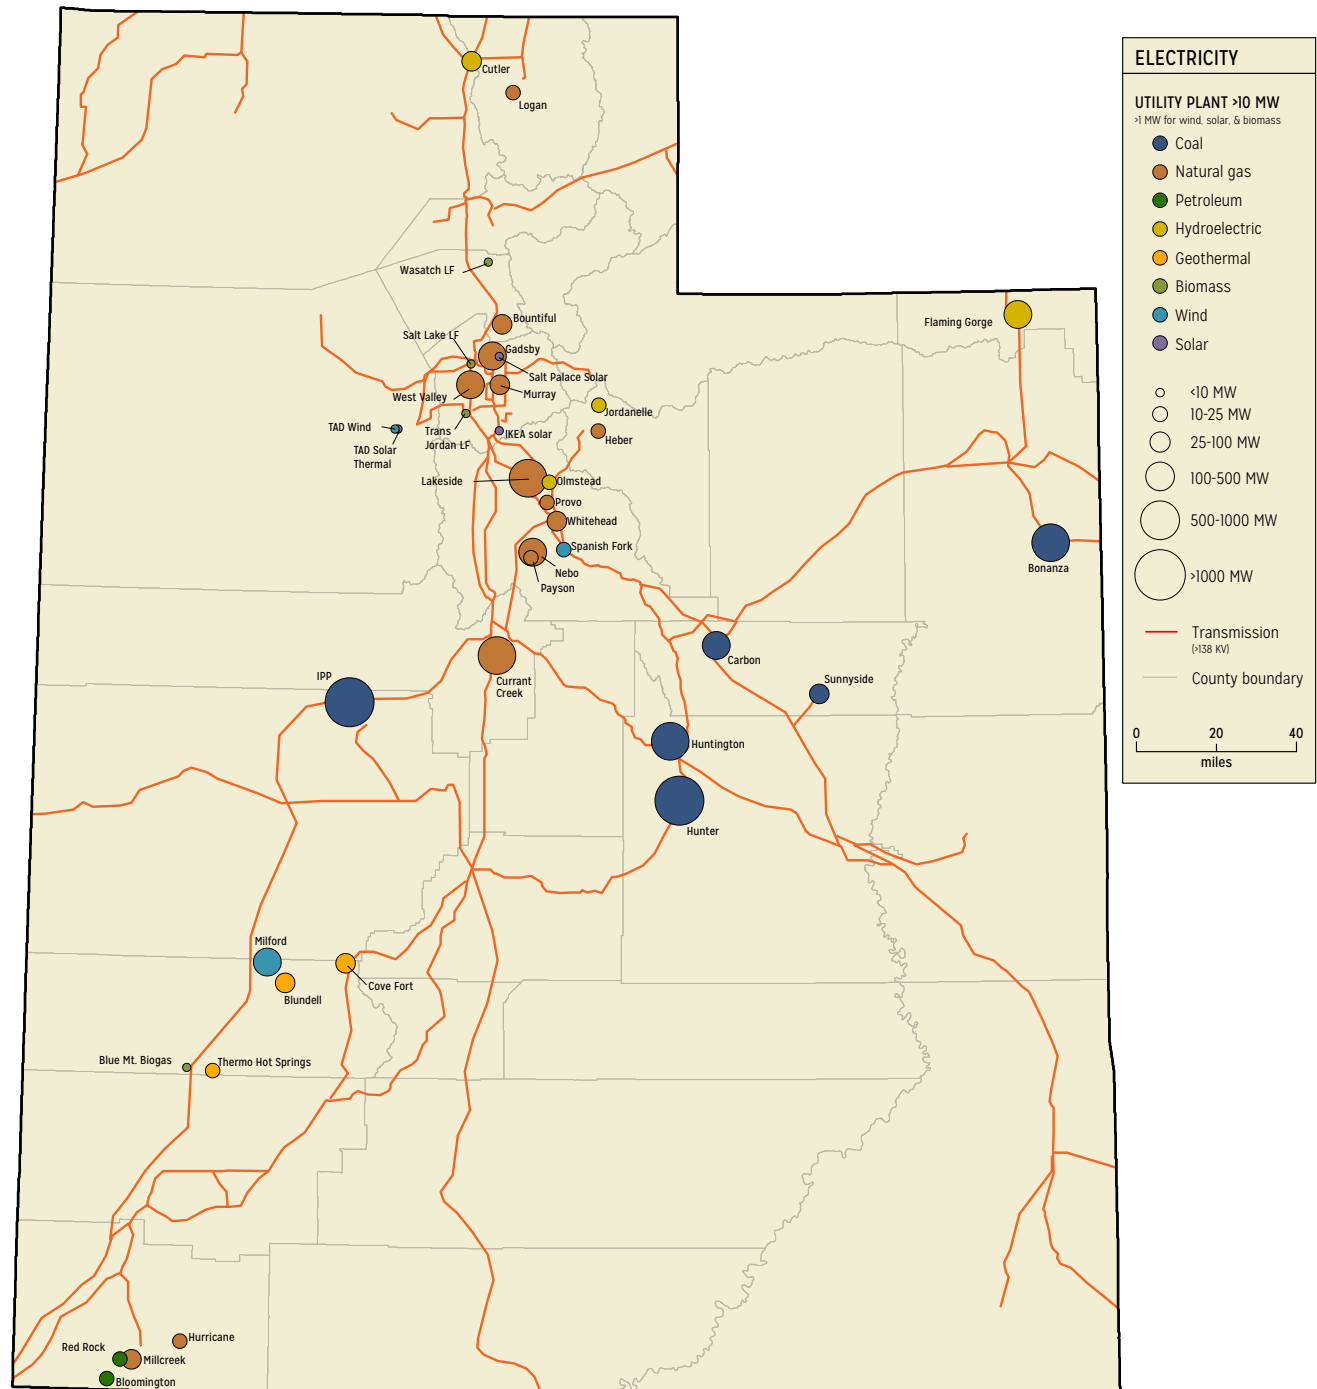 Cutler
Logan
Wasatch LF
Bountiful
Salt Lake LF
Gadsby
Salt Palace Solar
West Valley
Murray
Jordanelle
TAD Wind
Trans
Jordan LF
IKEA solar
Heber
TAD Solar
Thermal
Lakeside
Olmstead
Provo
Whitehead
Spanish Fork
Nebo
Payson
Flaming Gorge
Bonanza
Carbon
Sunnyside
IPP
Currant
Creek
Huntington
Hunter
Milford
Blundell
Cove Fort
Blue Mt. Biogas
Thermo Hot Springs
Hurricane
Red Rock
Millcreek
Bloomington
ELECTRICITY
UTILITY PLANT >10 MW
>1 MW for wind, solar, & biomass
Coal
Natural gas
Petroleum
Hydroelectric
Geothermal
Biomass
Wind
Solar
<10 MW
10-25 MW
25-100 MW
100-500 MW
500-1000 MW
>1000 MW
Transmission
(>138 KV)
County boundary
0 20 40
miles